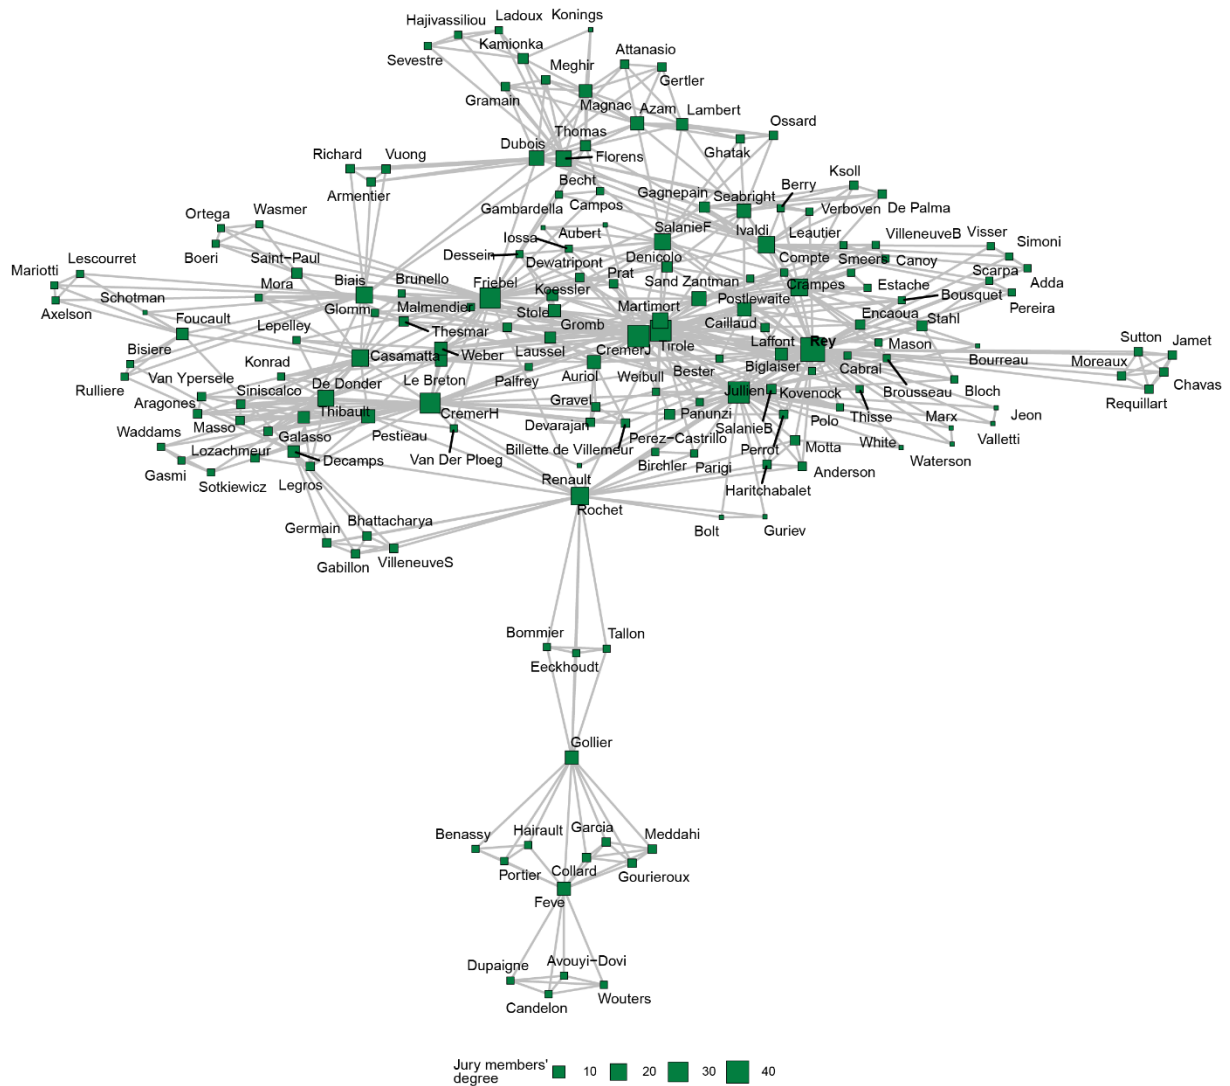 Hajivassiliou
Ladoux
Konings
Kamionka
Attanasio
Sevestre
Meghir
Gertler
Gramain
Magnac
Azam
Lambert
Ossard
Thomas
Dubois
Florens
Ghatak
Richard
Vuong
Armentier
Becht
Campos
Gambardella
Gagnepain
Seabright
Berry
Ksoll
Verboven
De Palma
Ortega
Wasmer
Boeri
Iossa
Aubert
SalanieF
Ivaldi
Leautier
VilleneuveB
Visser
Simoni
Mariotti
Lescourret
Saint-Paul
Dessein
Dewatripont
Denicolo
Compte
Smeers
Canoy
Scarpa
Adda
Axelson
Schotman
Mora
Biais
Brunello
Friebel
Koessler
Prat
Sand Zantman
Crampes
Estache
Bousquet
Pereira
Glomm
Malmendier
Stole
Martimort
Postlewaite
Foucault
Lepelley
Thesmar
Gromb
Caillaud
Encaoua
Stahl
Bisiere
Konrad
Casamatta
Weber
Laussel
CremerJ
Tirole
Laffont
Rey
Mason
Bourreau
Sutton
Jamet
Rulliere
Van Ypersele
Siniscalco
De Donder
Le Breton
Palfrey
Auriol
Weibull
Bester
Biglaiser
Cabral
Brousseau
Bloch
Moreaux
Chavas
Requillart
Aragones
Masso
Thibault
CremerH
Gravel
Jullien
Kovenock
Thisse
Marx
Jeon
Waddams
Galasso
Pestieau
Devarajan
Panunzi
SalanieB
Polo
Valletti
Gasmi
Lozachmeur
Decamps
Van Der Ploeg
Billette de Villemeur
Perez-Castrillo
Perrot
Motta
White
Waterson
Sotkiewicz
Legros
Birchler
Parigi
Haritchabalet
Anderson
Renault
Rochet
Germain
Bhattacharya
Bolt
Guriev
Gabillon
VilleneuveS
Bommier
Tallon
Eeckhoudt
Gollier
Benassy
Hairault
Garcia
Meddahi
Portier
Collard
Gourieroux
Feve
Dupaigne
Avouyi-Dovi
Candelon
Wouters
Jury members'
degree
10
20
30
40